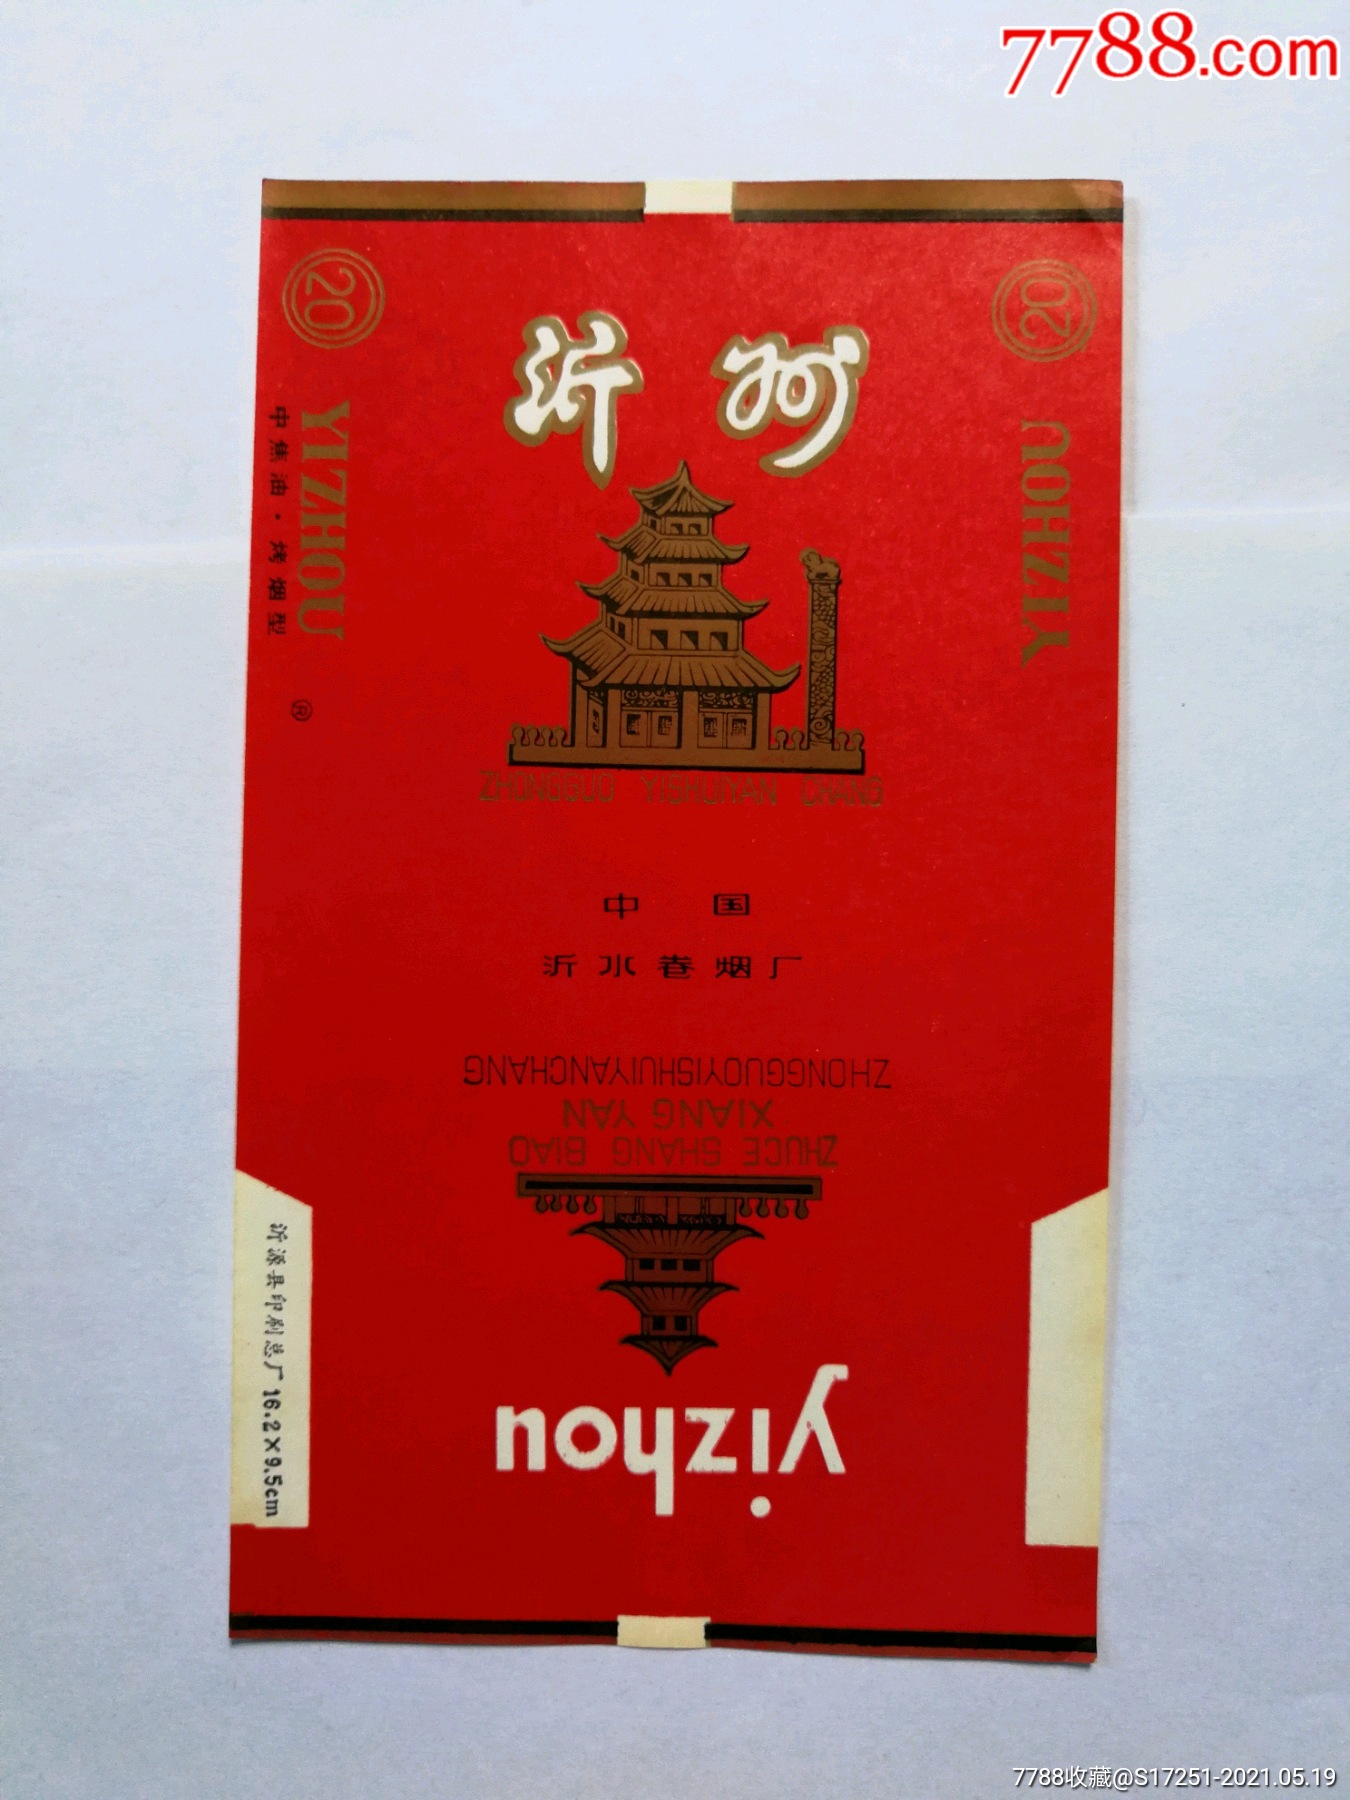 7788.com
20
20
沂州
YIZHOU
中焦油·烤烟型
®
YIZHOU
ZHONGGUO YISHUIYAN CHANG
中国
沂水卷烟厂
ZHONGGUOYISHUIYANCHANG
XIANG YAN
ZHUCE SHANG BIAO
yizhou
沂源县印刷总厂 16.2×9.5cm
7788收藏@S17251-2021.05.19